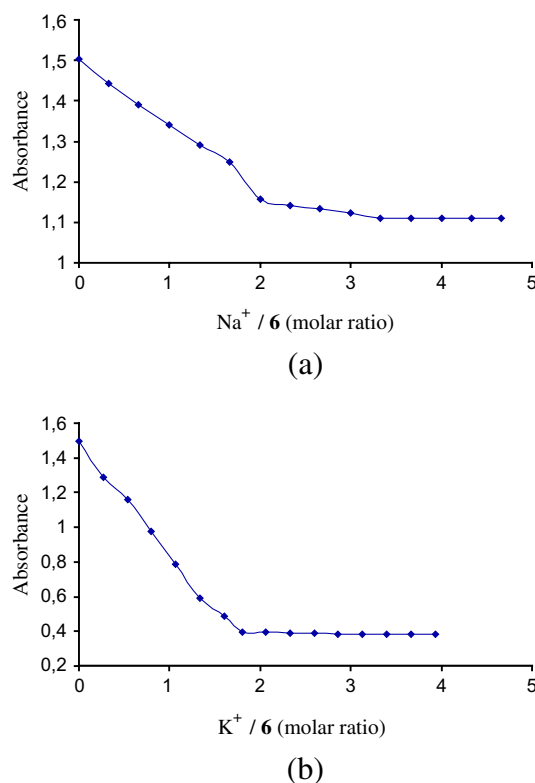 1,6
1,5
1,4
1,3
1,2
1,1
1
Absorbance
0 1 2 3 4 5
Na+ / 6 (molar ratio)
(a)
1,6
1,4
1,2
1
0,8
0,6
0,4
0,2
Absorbance
0 1 2 3 4 5
K+ / 6 (molar ratio)
(b)